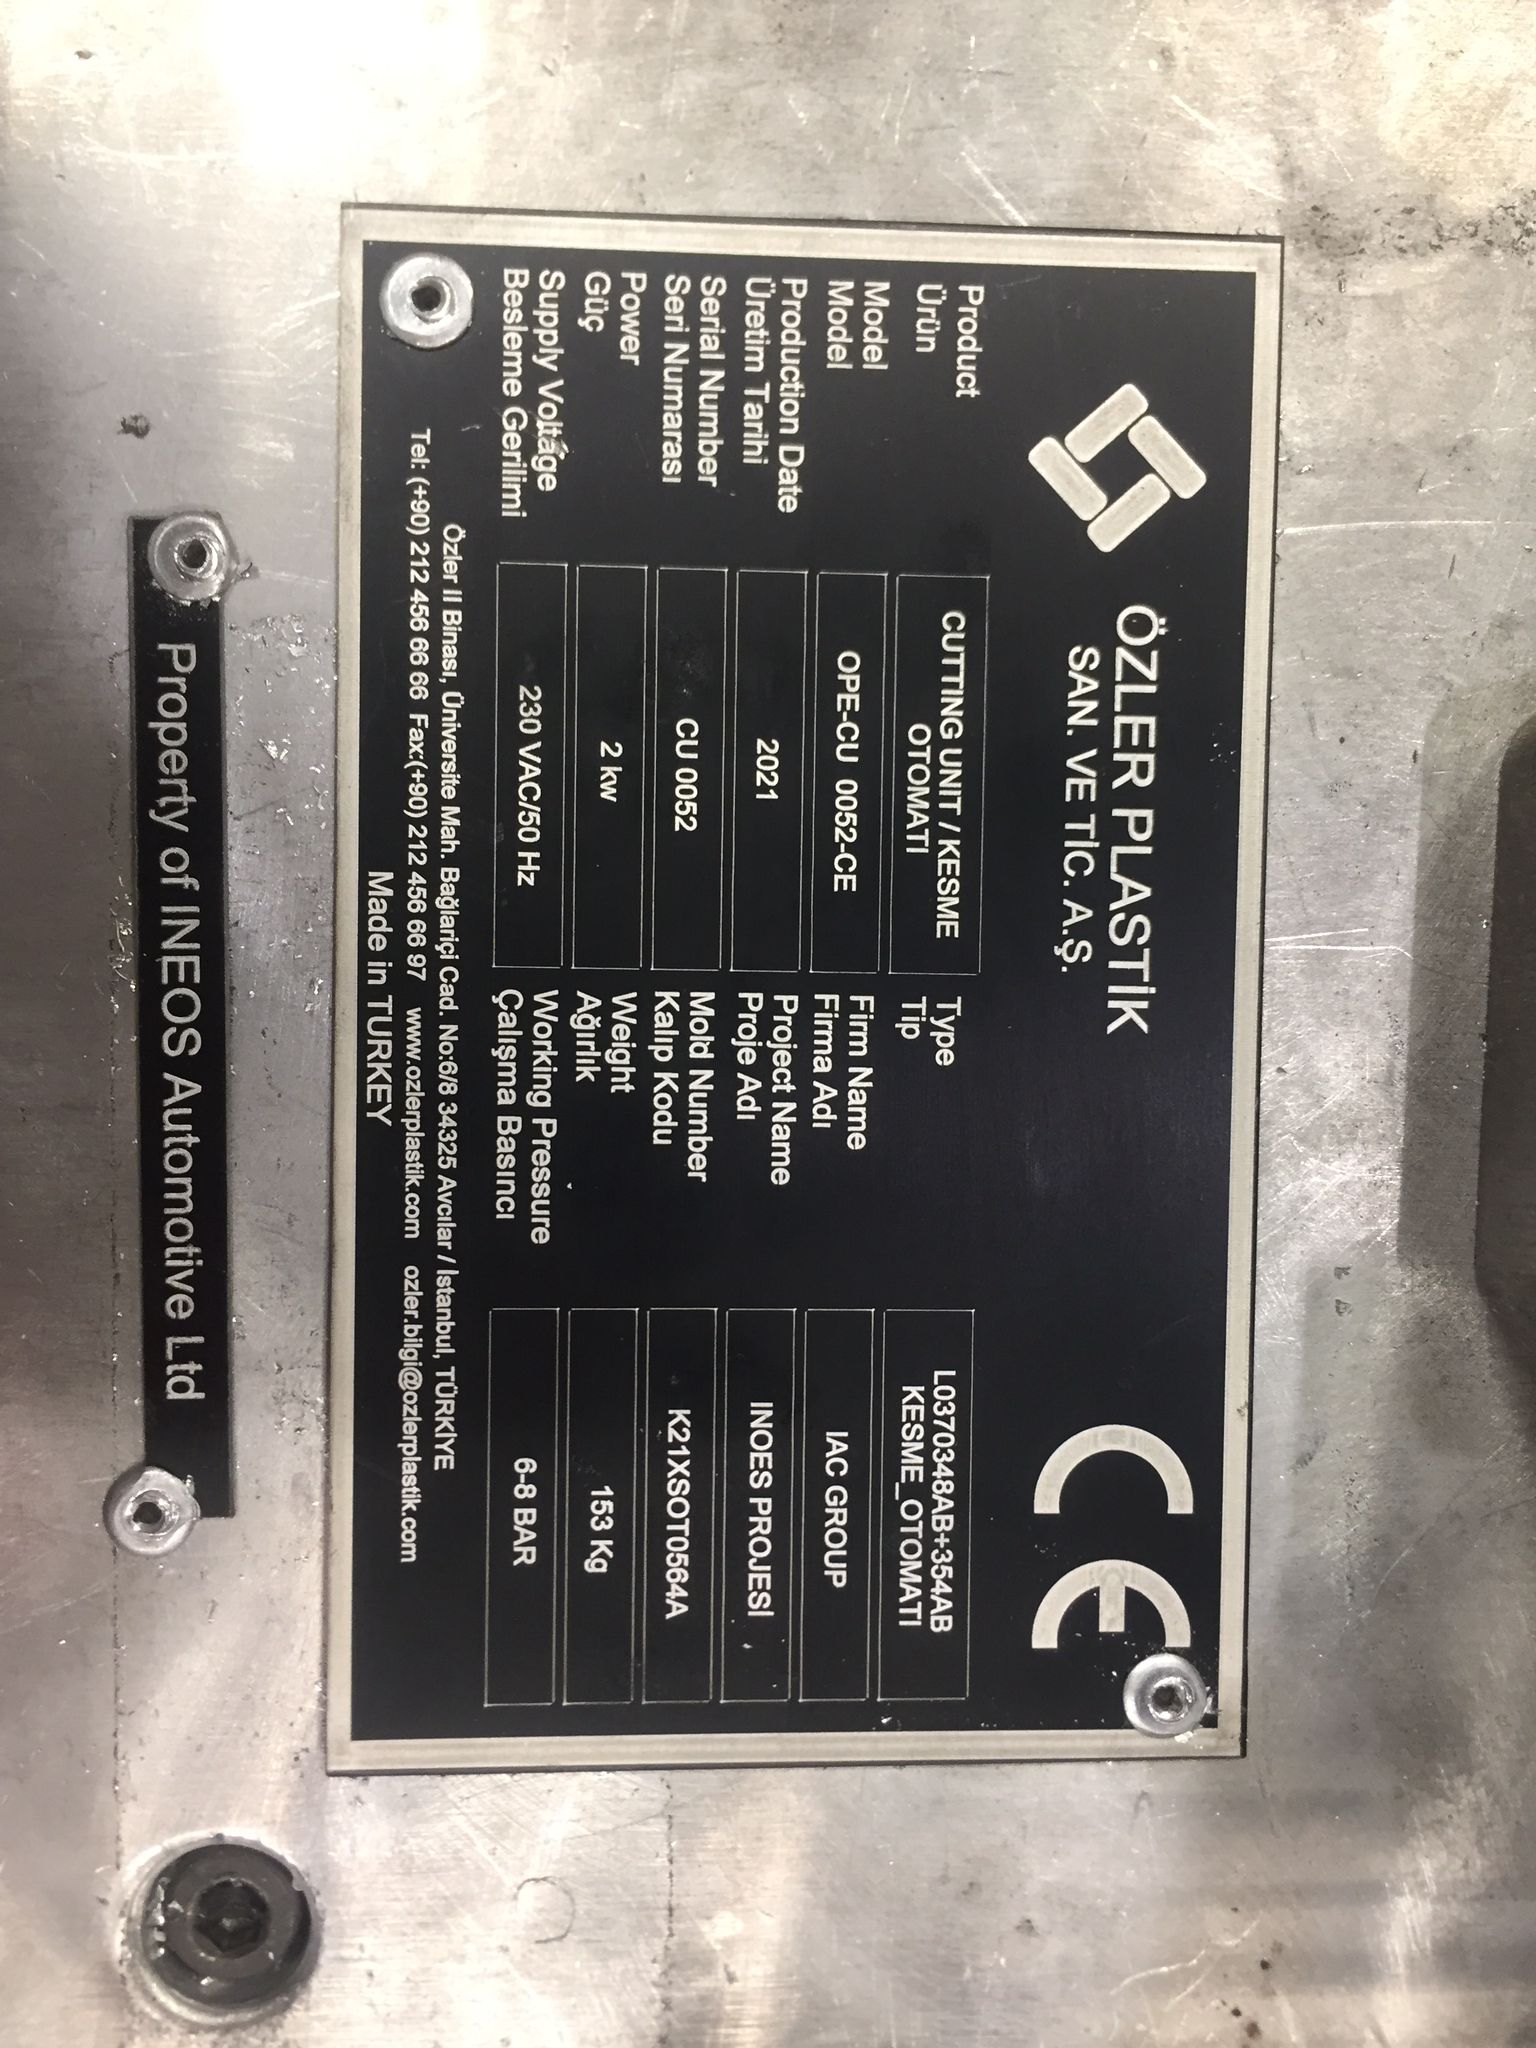 ÖZLER PLASTİK
SAN. VE TİC. A.Ş.
CE
Product
Ürün
CUTTING UNIT / KESME
OTOMATI
Model
Model
OPE-CU 0052-CE
Production Date
Üretim Tarihi
2021
Serial Number
Seri Numarası
CU 0052
Power
Güç
2 kw
Supply Voltage
Besleme Gerilimi
230 VAC/50 Hz
Type
Tip
L0370348AB+354AB
KESME_OTOMATI
Firm Name
Firma Adı
IAC GROUP
Project Name
Proje Adı
INOES PROJESİ
Mold Number
Kalıp Kodu
K21XSOT0564A
Weight
Ağırlık
153 Kg
Working Pressure
Çalışma Basıncı
6-8 BAR
Özler II Binası, Üniversite Mah. Bağlariçi Cad. No:6/8 34325 Avcılar / İstanbul, TÜRKİYE
Tel: (+90) 212 456 66 66 Fax:(+90) 212 456 66 97 www.ozlerplastik.com ozler.bilgi@ozlerplastik.com
Made in TURKEY
Property of INEOS Automotive Ltd